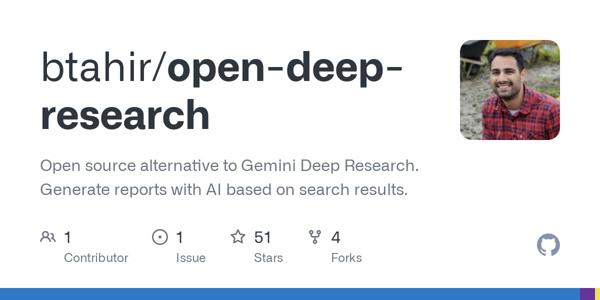 btahir/open-deep-
research
Open source alternative to Gemini Deep Research.
Generate reports with AI based on search results.
1 1 51 4
Contributor Issue Stars Forks